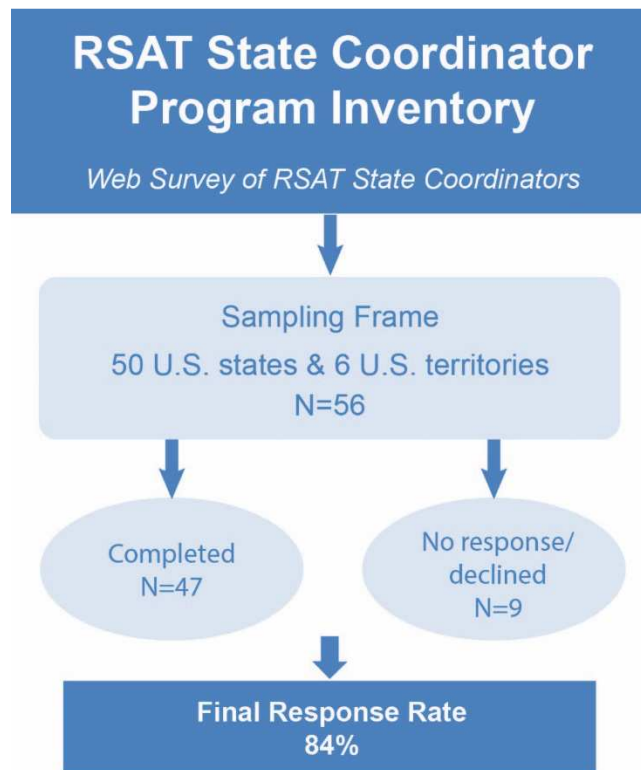 RSAT State Coordinator
Program Inventory
Web Survey of RSAT State Coordinators
Sampling Frame
50 U.S. states & 6 U.S. territories
N=56
Completed
N=47
No response/
declined
N=9
Final Response Rate
84%